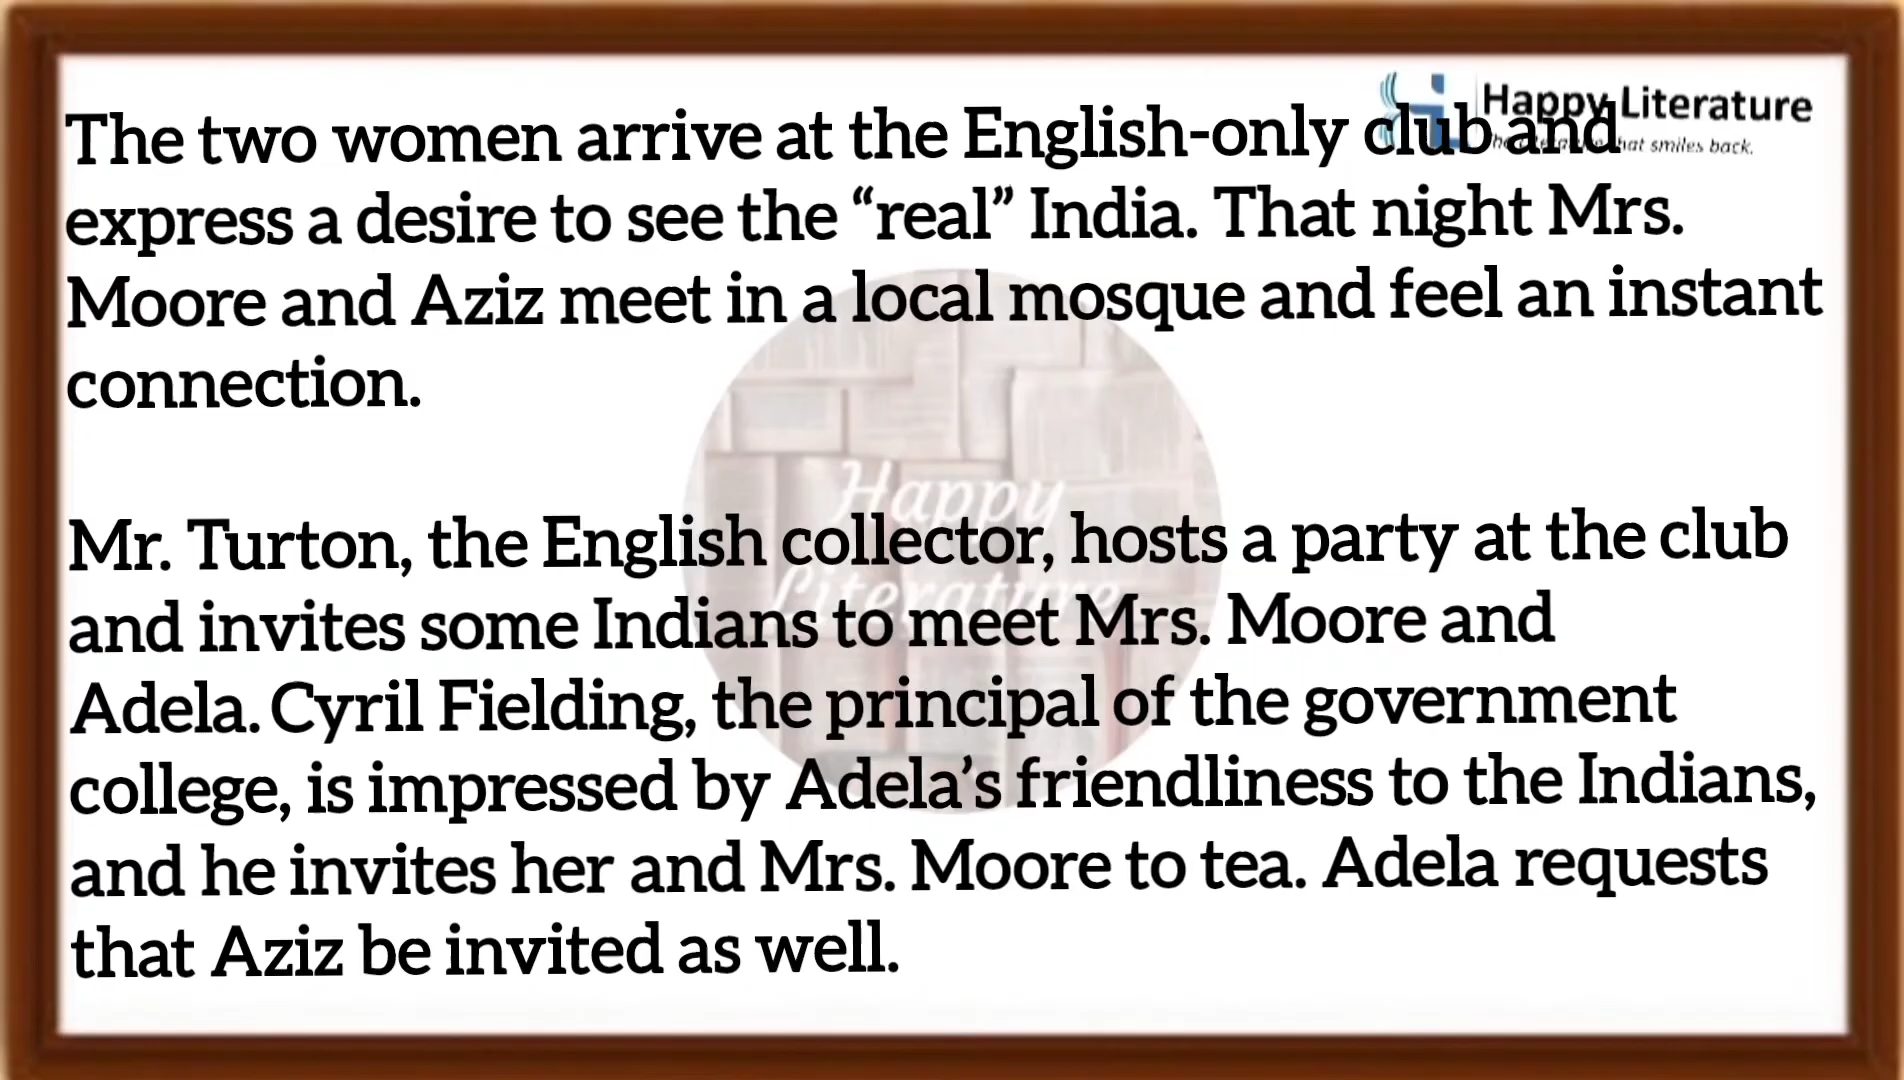 Happy Literature
The two women arrive at the English-only club and
hat smiles back.
express a desire to see the “real” India. That night Mrs.
Moore and Aziz meet in a local mosque and feel an instant
connection.
Happy
Mr. Turton, the English collector, hosts a party at the club
Literature
and invites some Indians to meet Mrs. Moore and
Adela. Cyril Fielding, the principal of the government
college, is impressed by Adela’s friendliness to the Indians,
and he invites her and Mrs. Moore to tea. Adela requests
that Aziz be invited as well.